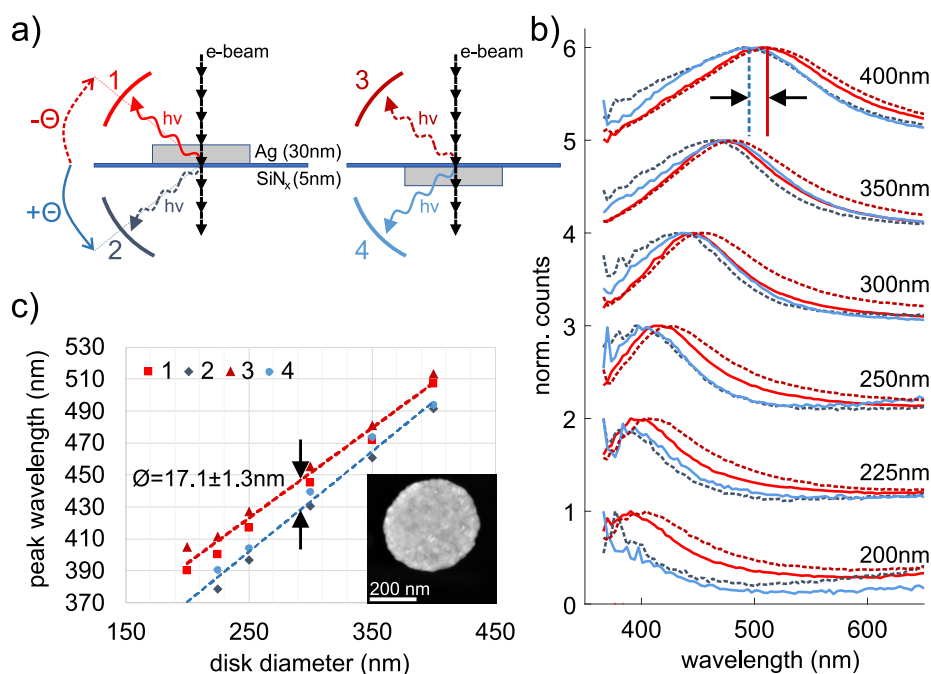 a)
e-beam
e-beam
1
3
-Θ
hν
hν
Ag (30nm)
SiNx (5nm)
+Θ
hν
hν
2
4
b)
norm. counts
6
5
4
3
2
1
0
400nm
350nm
300nm
250nm
225nm
200nm
400
500
600
wavelength (nm)
c)
peak wavelength (nm)
530
510
490
470
450
430
410
390
370
1 2 3 4
Ø=17.1±1.3nm
200 nm
150
250
350
450
disk diameter (nm)